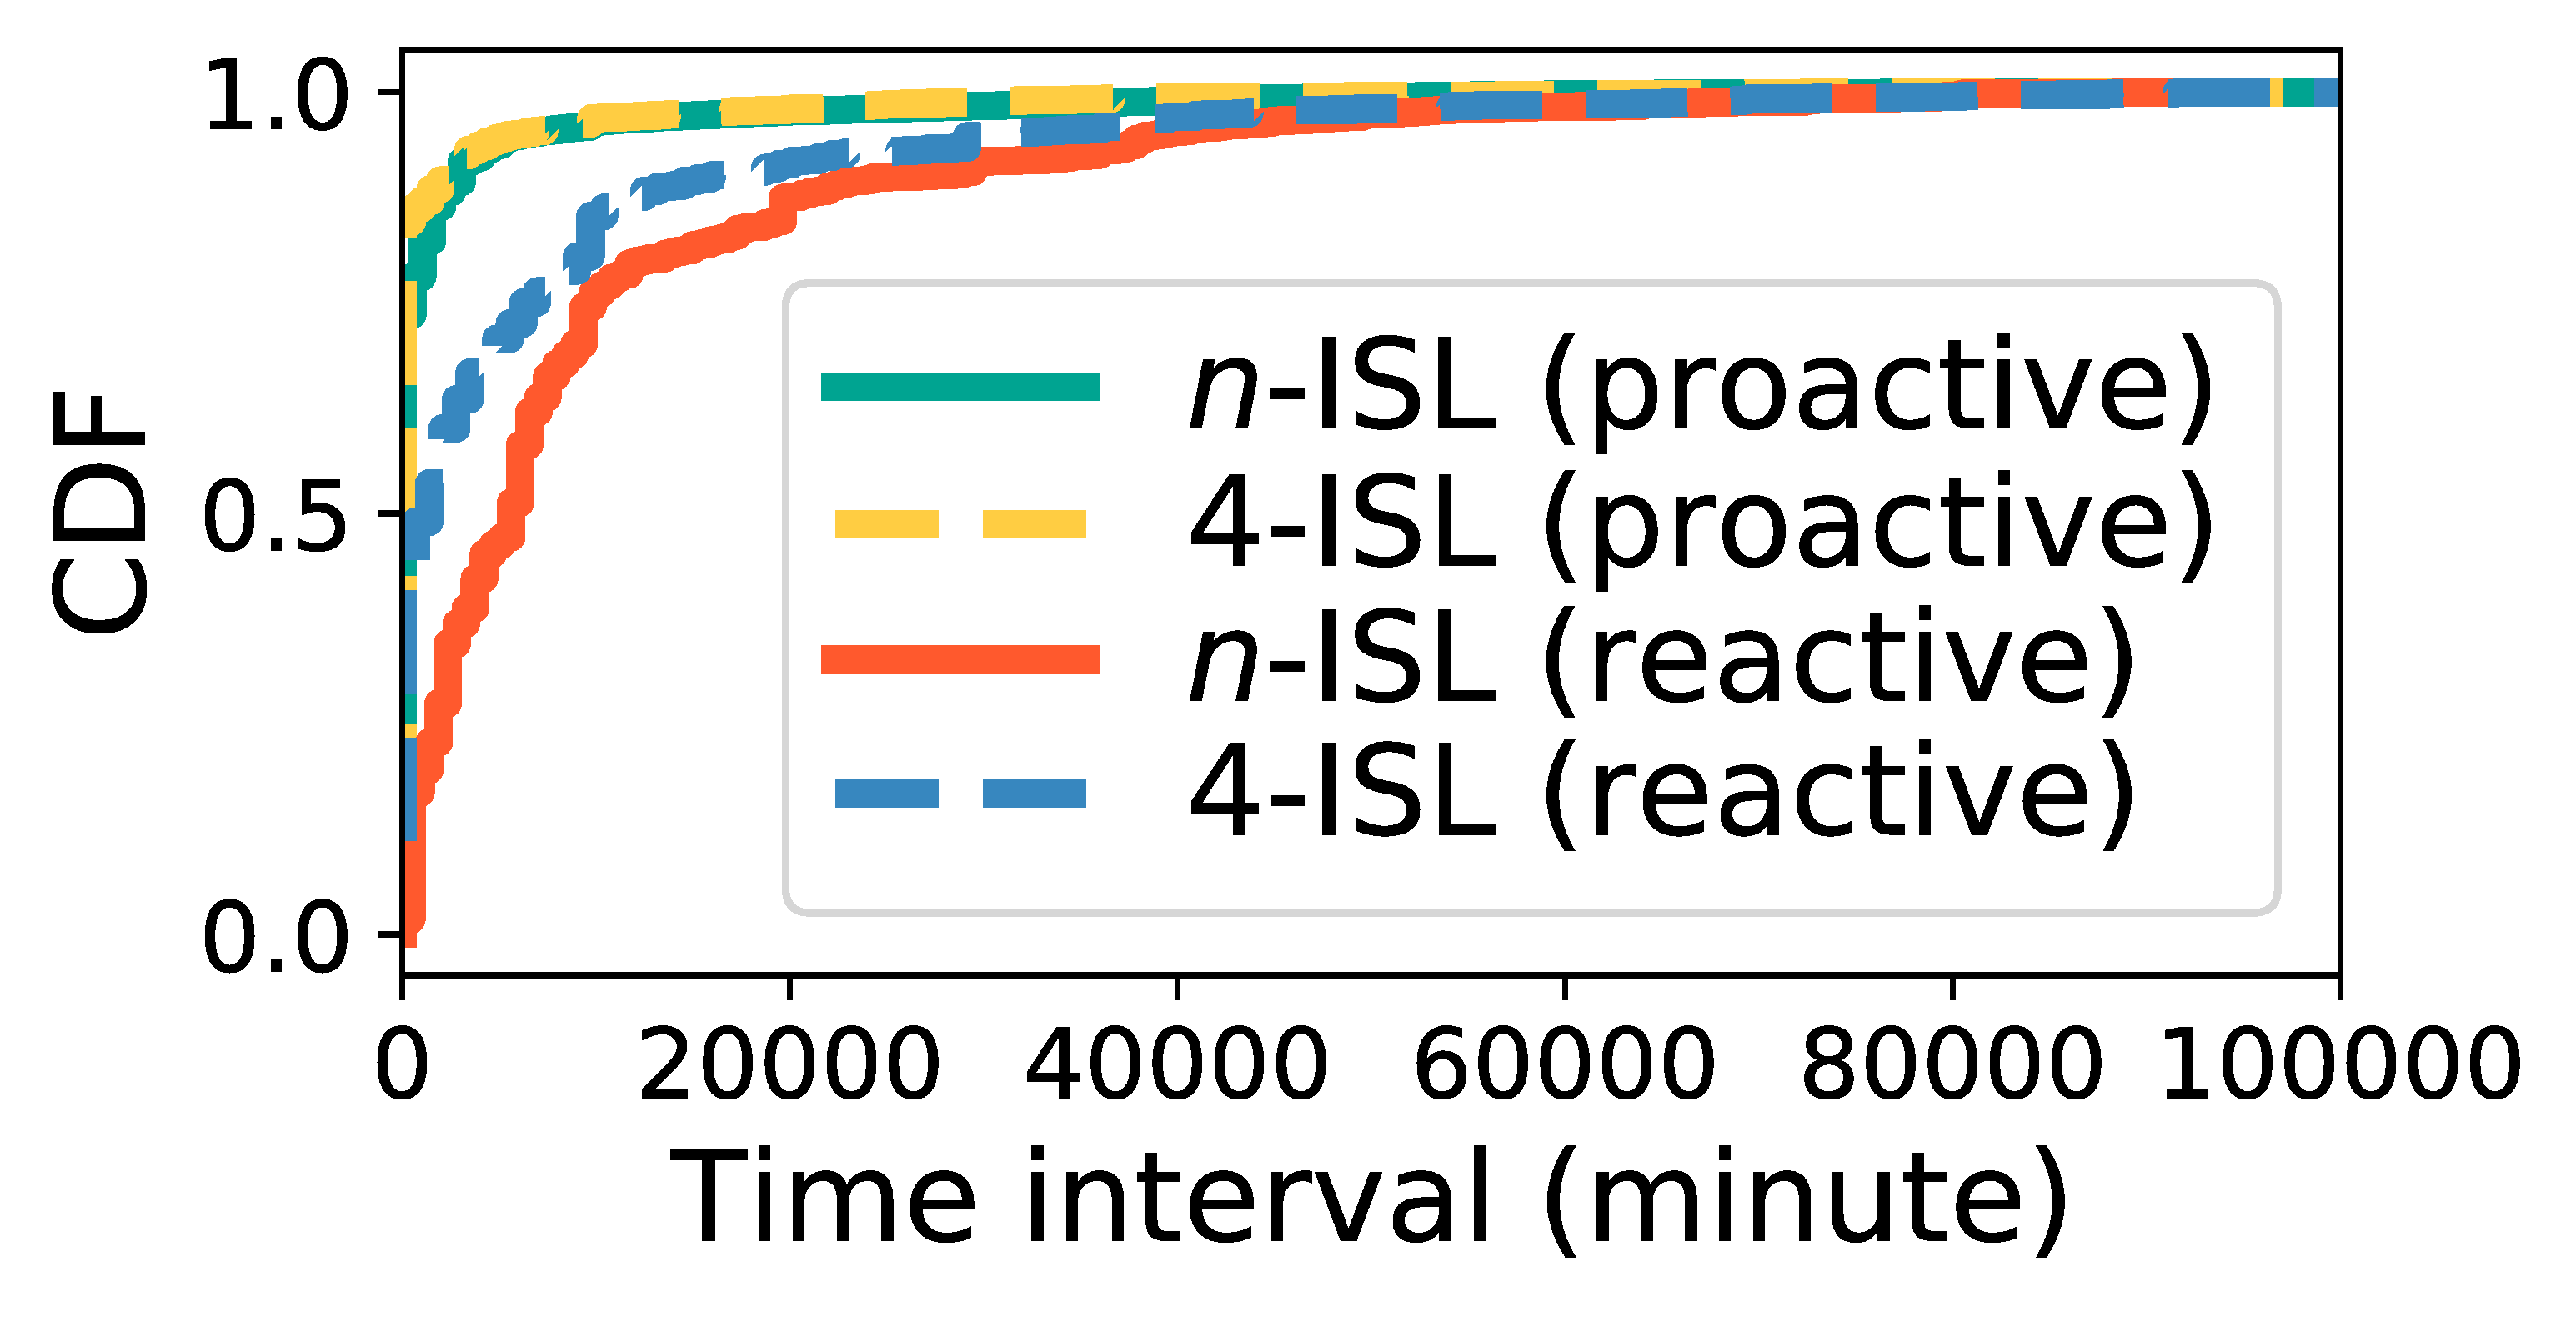 1.0
0.5
0.0
CDF
n-ISL (proactive)
4-ISL (proactive)
n-ISL (reactive)
4-ISL (reactive)
0 20000 40000 60000 80000 100000
Time interval (minute)